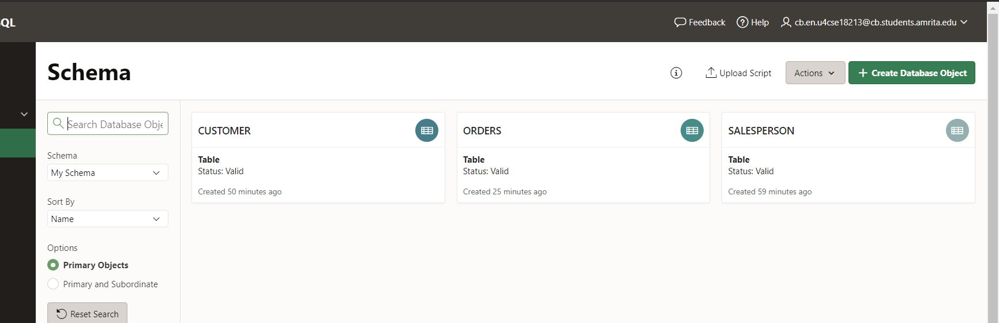 QL
Feedback
Help
cb.en.u4cse18213@cb.students.amrita.edu
Schema
Upload Script
Actions
+ Create Database Object
Search Database Obje
Schema
My Schema
Sort By
Name
Options
Primary Objects
Primary and Subordinate
Reset Search
CUSTOMER
Table
Status: Valid
Created 50 minutes ago
ORDERS
Table
Status: Valid
Created 25 minutes ago
SALESPERSON
Table
Status: Valid
Created 59 minutes ago